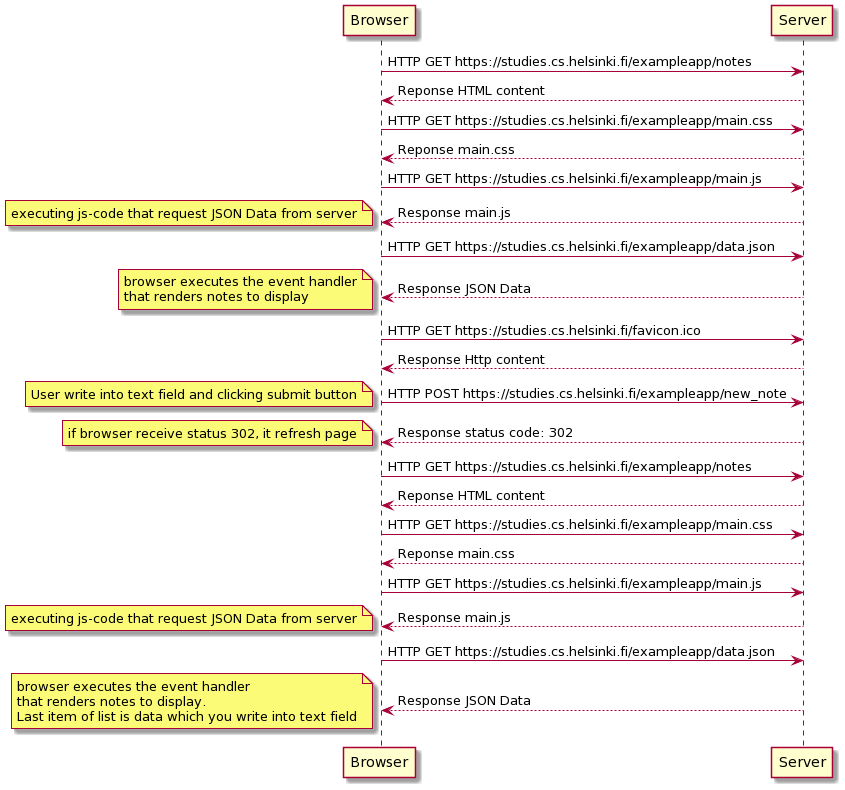 Browser
Server
HTTP GET https://studies.cs.helsinki.fi/exampleapp/notes
Reponse HTML content
HTTP GET https://studies.cs.helsinki.fi/exampleapp/main.css
Reponse main.css
HTTP GET https://studies.cs.helsinki.fi/exampleapp/main.js
executing js-code that request JSON Data from server
Response main.js
HTTP GET https://studies.cs.helsinki.fi/exampleapp/data.json
browser executes the event handler
that renders notes to display
Response JSON Data
HTTP GET https://studies.cs.helsinki.fi/favicon.ico
Response Http content
User write into text field and clicking submit button
HTTP POST https://studies.cs.helsinki.fi/exampleapp/new_note
if browser receive status 302, it refresh page
Response status code: 302
HTTP GET https://studies.cs.helsinki.fi/exampleapp/notes
Reponse HTML content
HTTP GET https://studies.cs.helsinki.fi/exampleapp/main.css
Reponse main.css
HTTP GET https://studies.cs.helsinki.fi/exampleapp/main.js
executing js-code that request JSON Data from server
Response main.js
HTTP GET https://studies.cs.helsinki.fi/exampleapp/data.json
browser executes the event handler
that renders notes to display.
Last item of list is data which you write into text field
Response JSON Data
Browser
Server